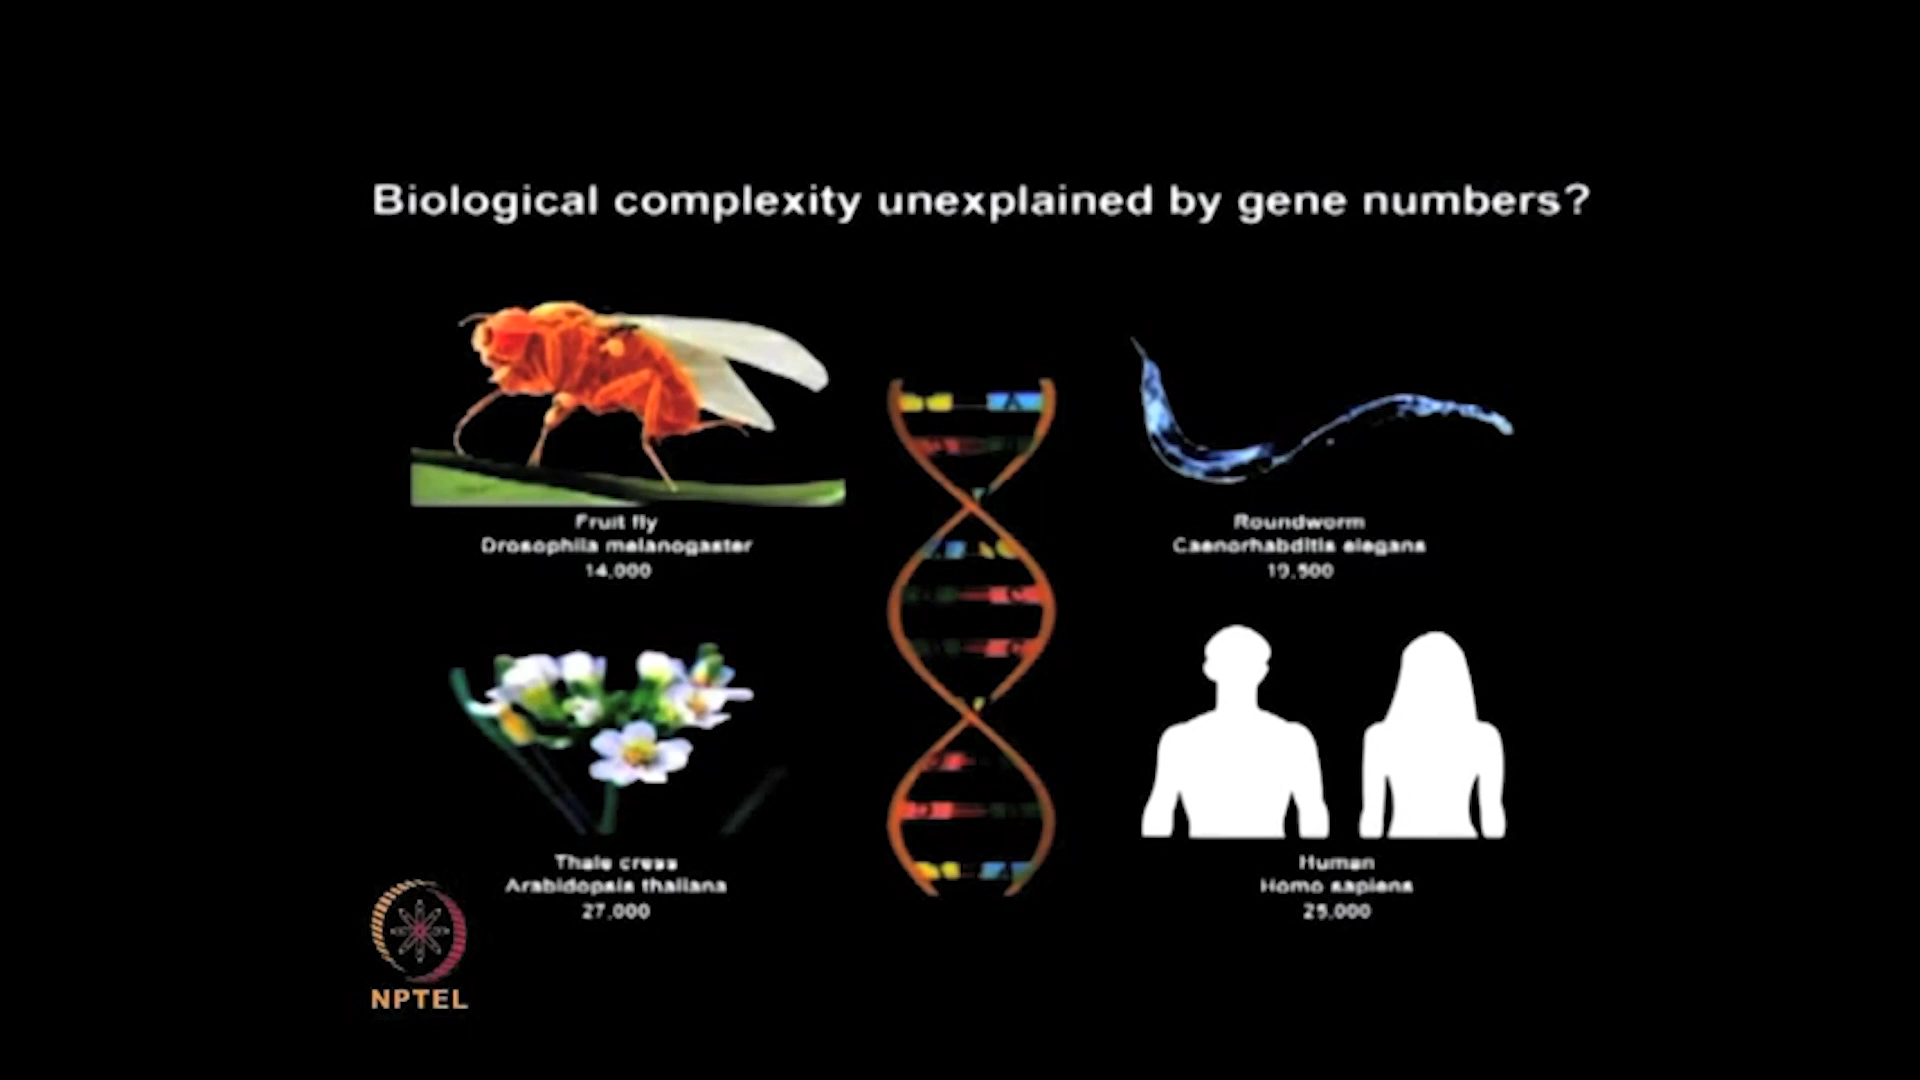 Biological complexity unexplained by gene numbers?
Fruit fly
Drosophila melanogaster
14,000
Roundworm
Caenorhabditis elegans
19,500
A
C
C
Thale cress
Arabidopsis thaliana
27,000
Human
Homo sapiens
25,000
NPTEL